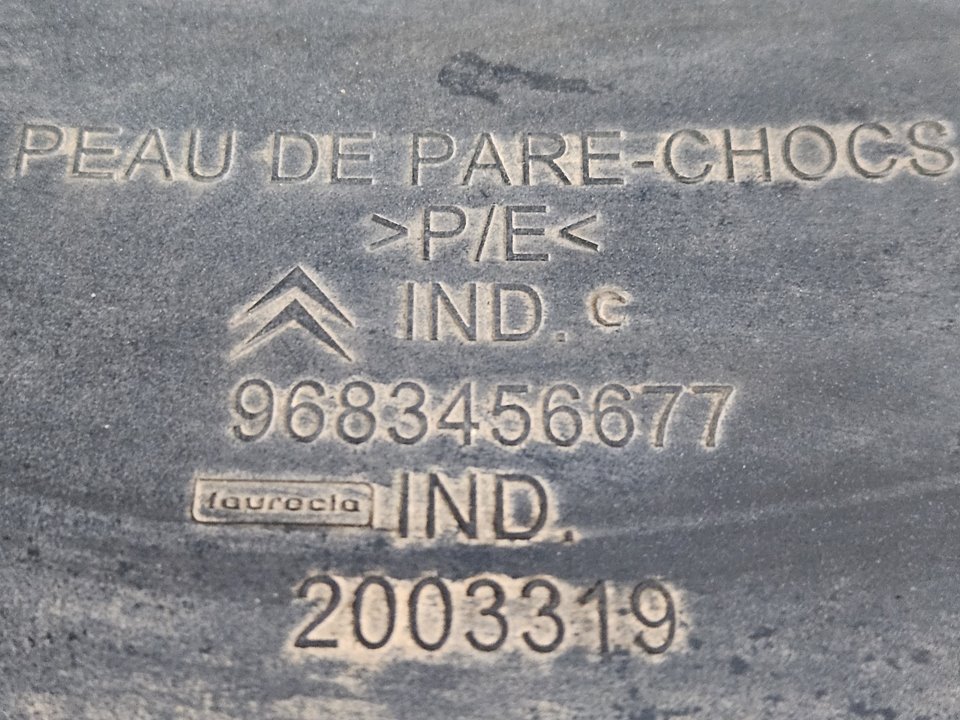 PEAU DE PARE-CHOCS
>P/E<
IND. C
9683456677
faurecia IND.
2003319